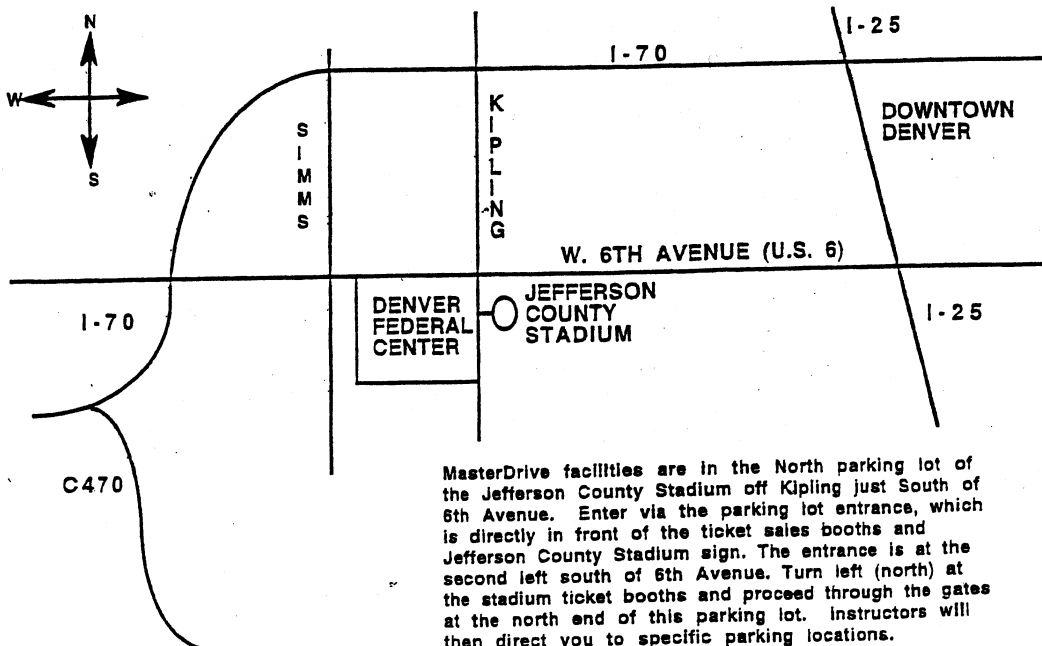 N
W
S
I-70
I-25
SIMMS
KIPLING
DOWNTOWN
DENVER
W. 6TH AVENUE (U.S. 6)
I-70
DENVER
FEDERAL
CENTER
JEFFERSON
COUNTY
STADIUM
I-25
C470
MasterDrive facilities are in the North parking lot of
the Jefferson County Stadium off Kipling just South of
6th Avenue. Enter via the parking lot entrance, which
is directly in front of the ticket sales booths and
Jefferson County Stadium sign. The entrance is at the
second left south of 6th Avenue. Turn left (north) at
the stadium ticket booths and proceed through the gates
at the north end of this parking lot. Instructors will
then direct you to specific parking locations.